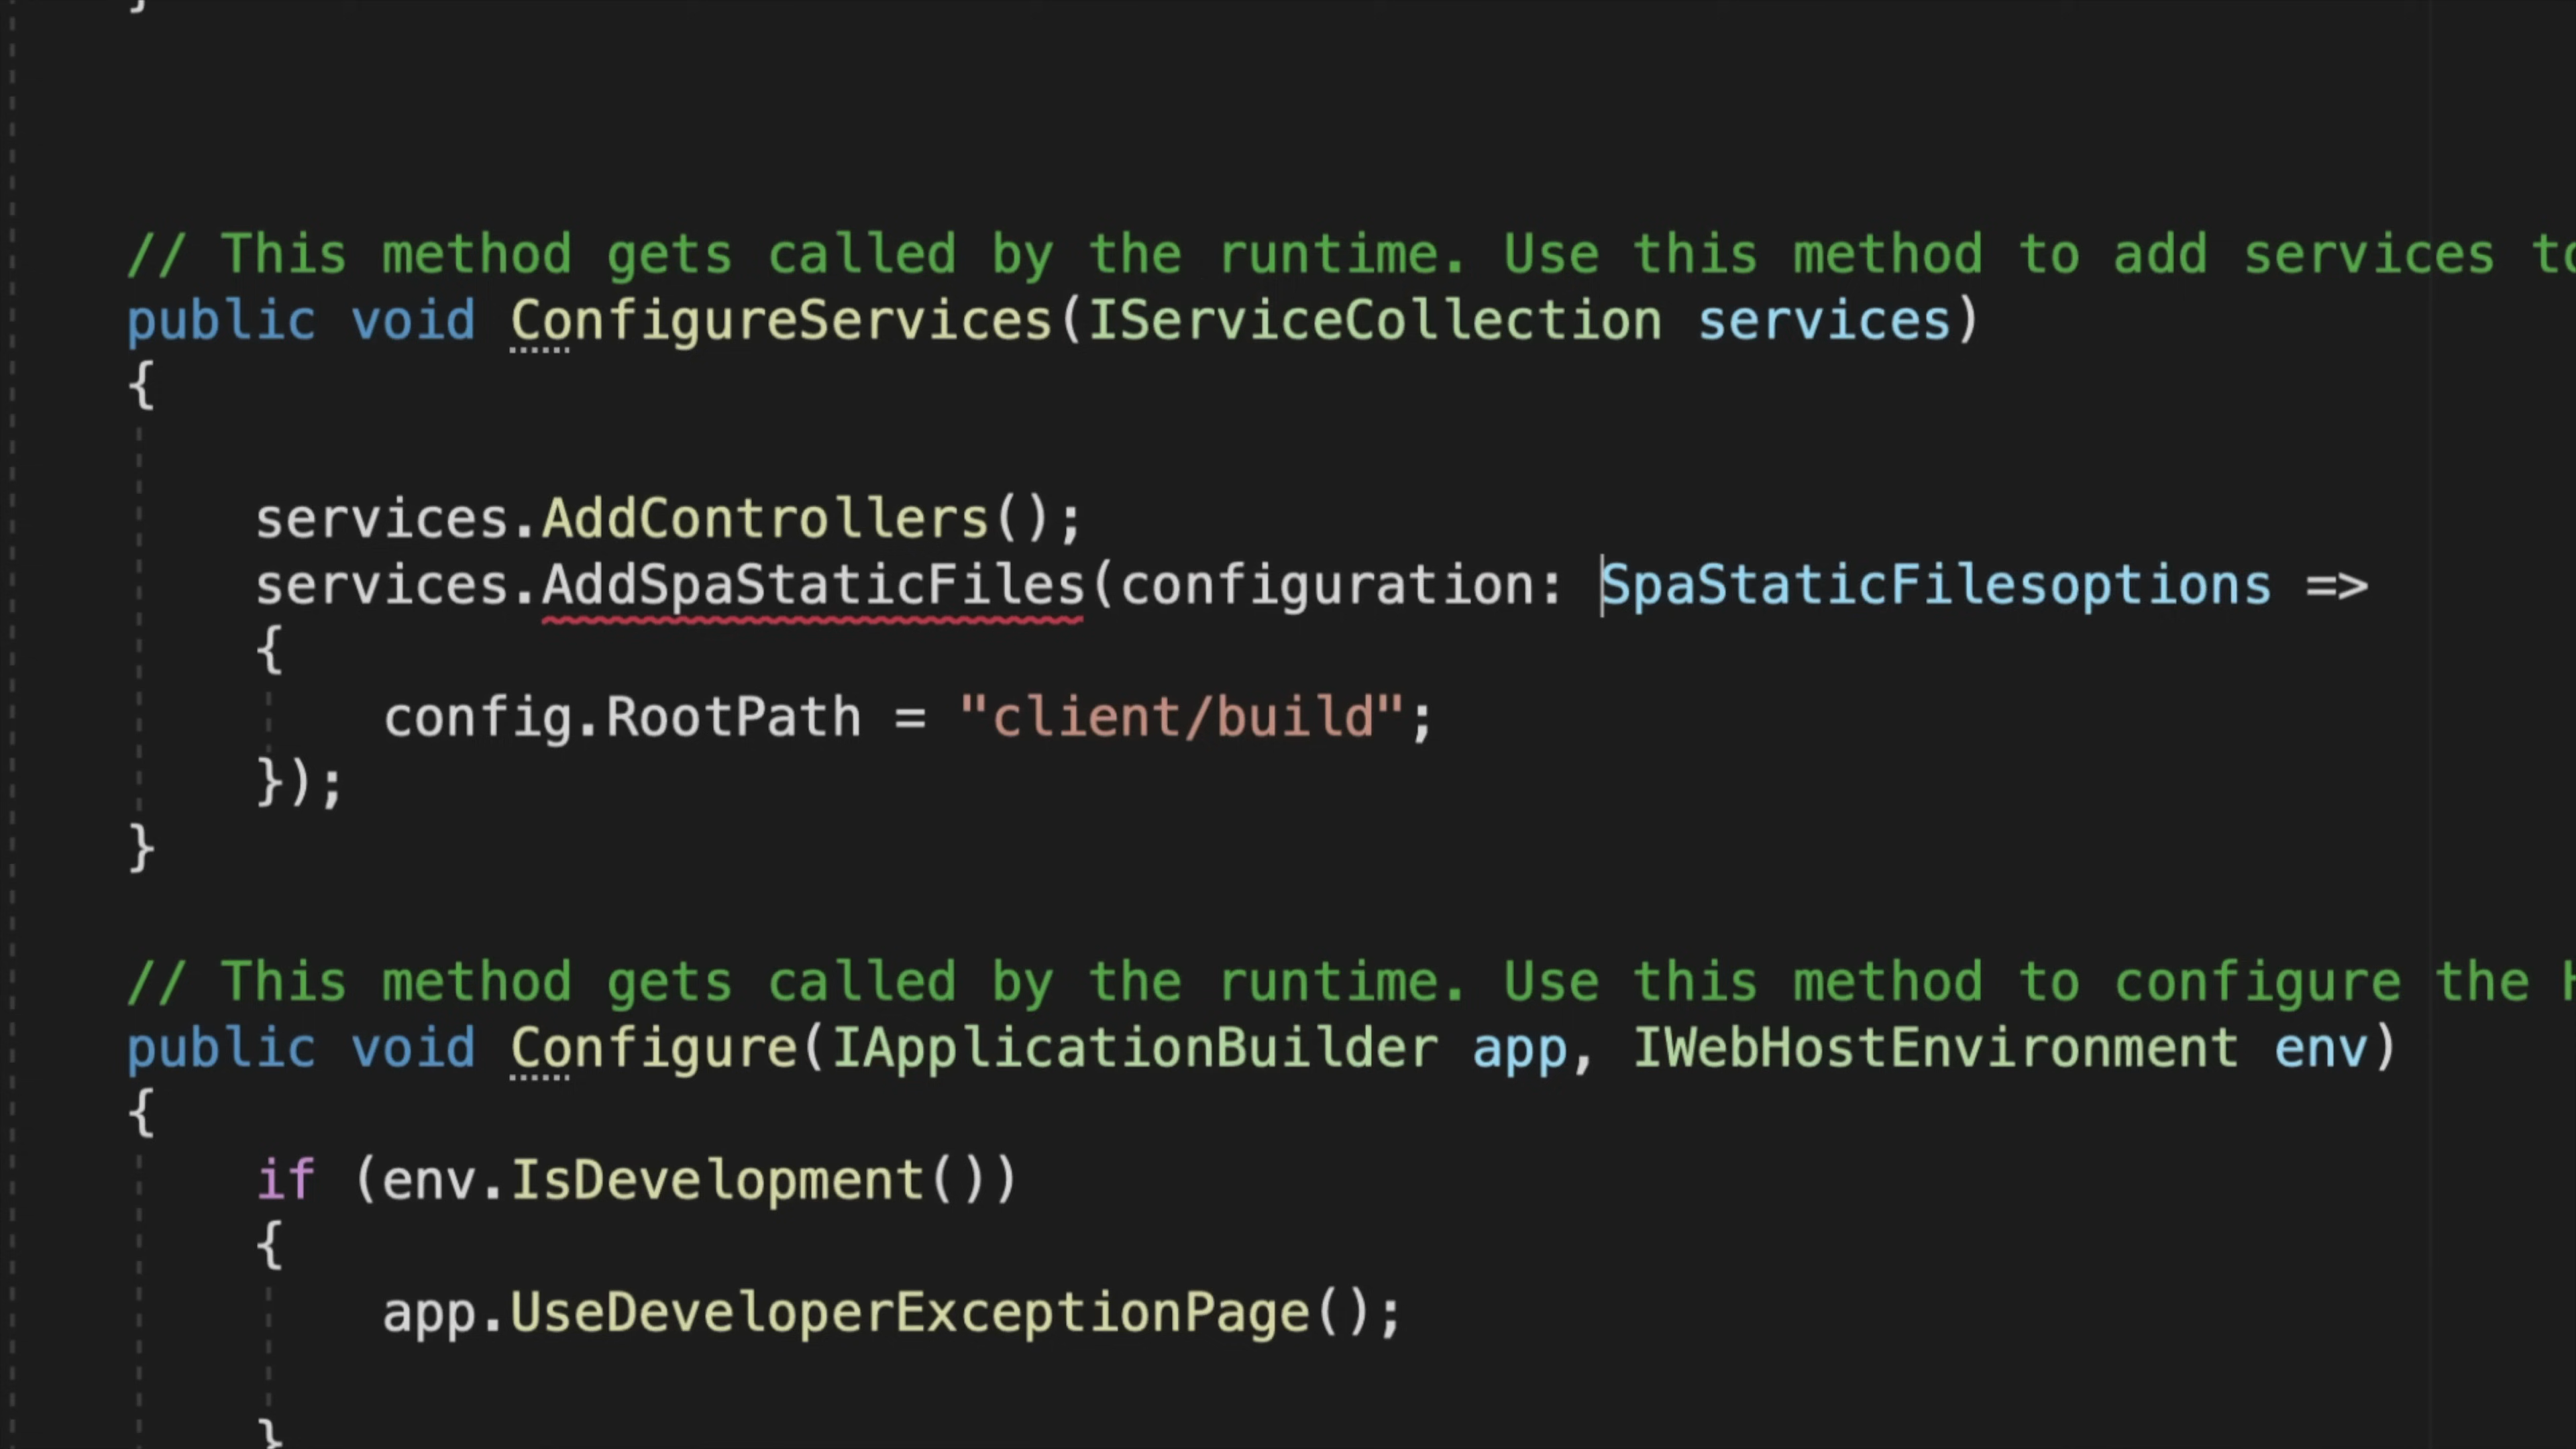 }
// This method gets called by the runtime. Use this method to add services to
public void ConfigureServices(IServiceCollection services)
{
services.AddControllers();
services.AddSpaStaticFiles(configuration: SpaStaticFilesoptions =>
{
config.RootPath = "client/build";
});
}
// This method gets called by the runtime. Use this method to configure the H
public void Configure(IApplicationBuilder app, IWebHostEnvironment env)
{
if (env.IsDevelopment())
{
app.UseDeveloperExceptionPage();
}